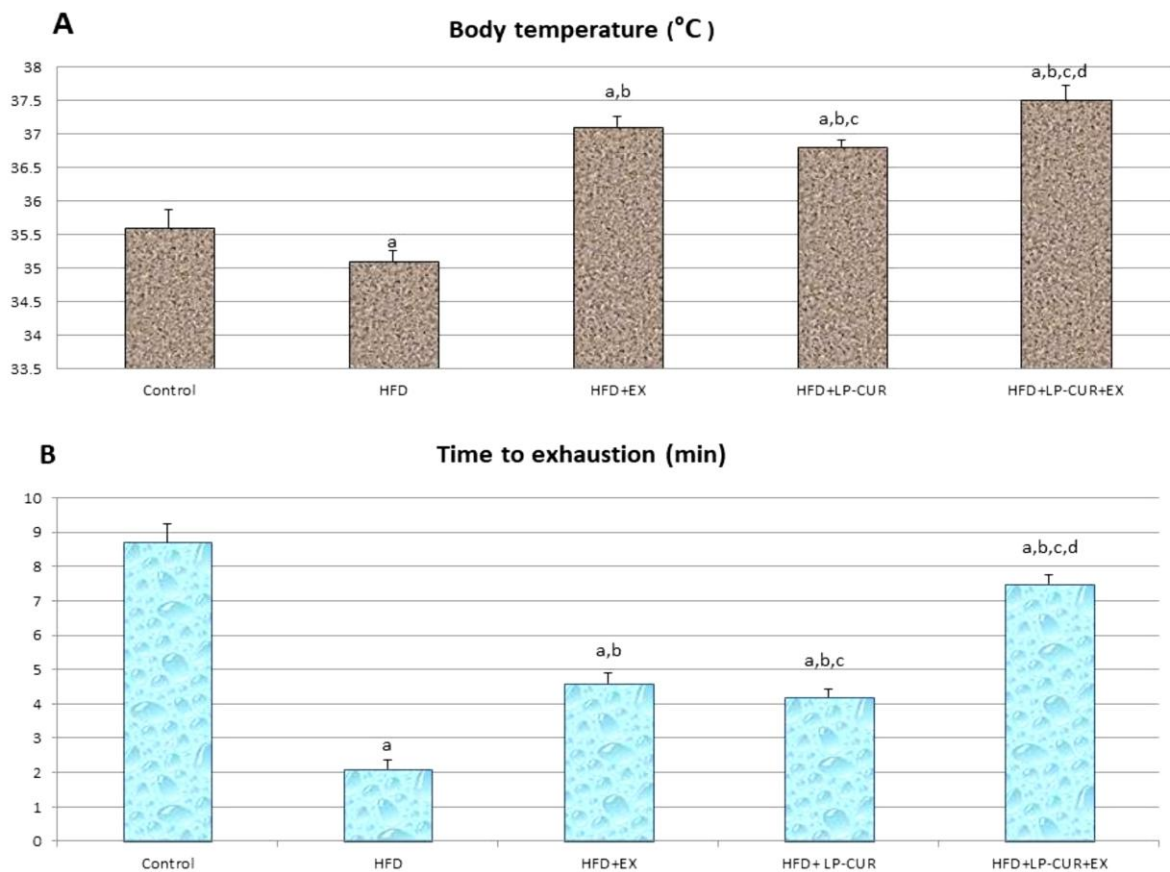 A
Body temperature (°C)
38
37.5
37
36.5
36
35.5
35
34.5
34
33.5
a
a,b
a,b,c
a,b,c,d
Control HFD HFD+EX HFD+LP-CUR HFD+LP-CUR+EX
B
Time to exhaustion (min)
10
9
8
7
6
5
4
3
2
1
0
a
a,b
a,b,c
a,b,c,d
Control HFD HFD+EX HFD+ LP-CUR HFD+LP-CUR+EX